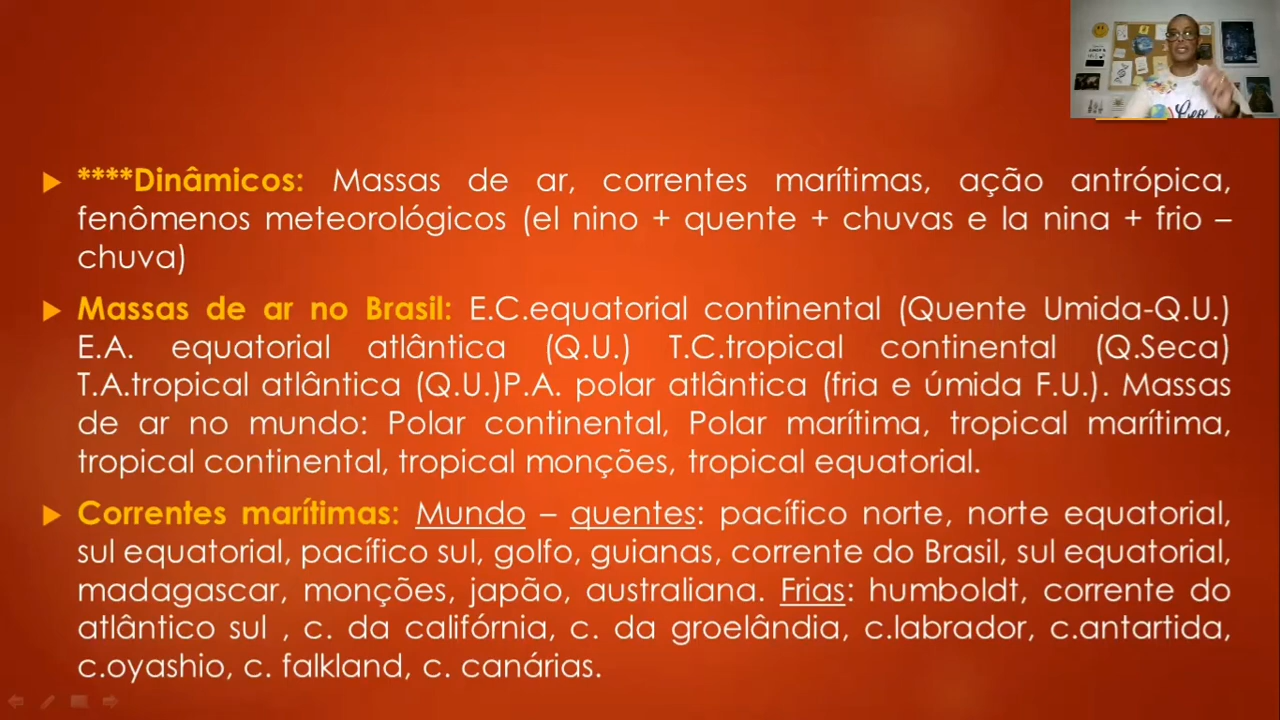 ****Dinâmicos: Massas de ar, correntes marítimas, ação antrópica,
fenômenos meteorológicos (el nino + quente + chuvas e la nina + frio –
chuva)
Massas de ar no Brasil: E.C.equatorial continental (Quente Umida-Q.U.)
E.A. equatorial atlântica (Q.U.) T.C.tropical continental (Q.Seca)
T.A.tropical atlântica (Q.U.)P.A. polar atlântica (fria e úmida F.U.). Massas
de ar no mundo: Polar continental, Polar marítima, tropical marítima,
tropical continental, tropical monções, tropical equatorial.
Correntes marítimas: Mundo – quentes: pacífico norte, norte equatorial,
sul equatorial, pacífico sul, golfo, guianas, corrente do Brasil, sul equatorial,
madagascar, monções, japão, australiana. Frias: humboldt, corrente do
atlântico sul , c. da califórnia, c. da groelândia, c.labrador, c.antartida,
c.oyashio, c. falkland, c. canárias.
Geo